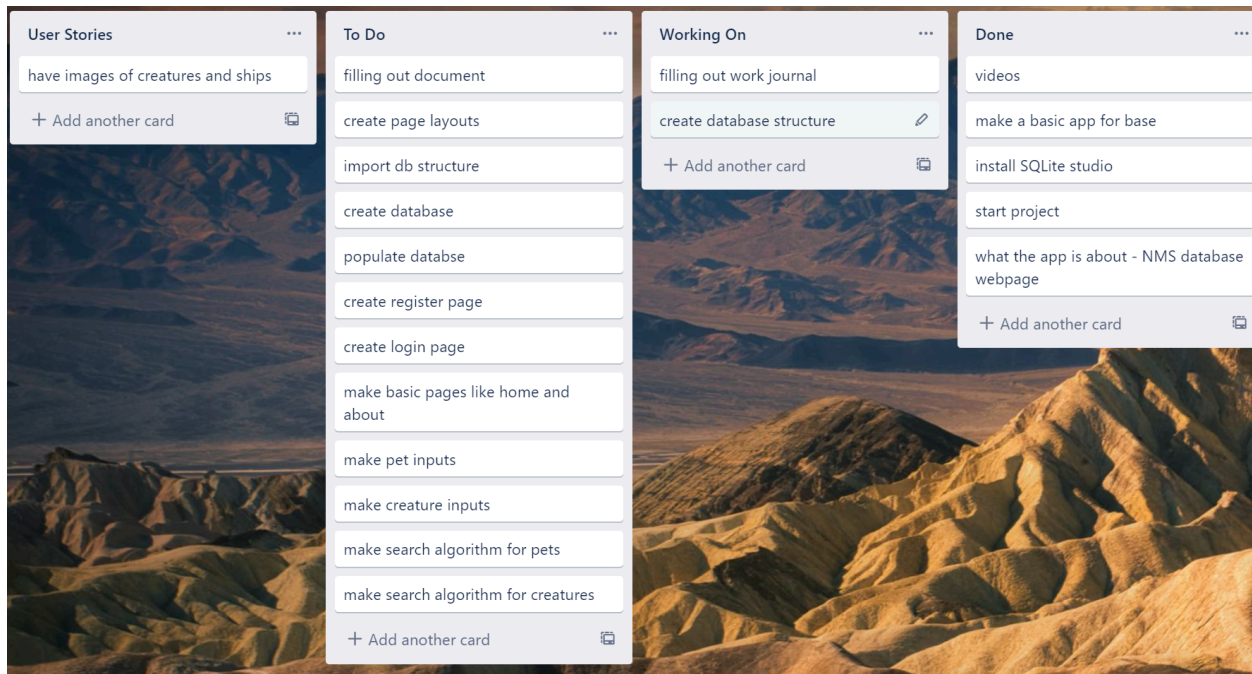 User Stories
have images of creatures and ships
Add another card
To Do
filling out document
create page layouts
import db structure
create database
populate databse
create register page
create login page
make basic pages like home and
about
make pet inputs
make creature inputs
make search algorithm for pets
make search algorithm for creatures
Add another card
Working On
filling out work journal
create database structure
Add another card
Done
videos
make a basic app for base
install SQLite studio
start project
what the app is about - NMS database
webpage
Add another card